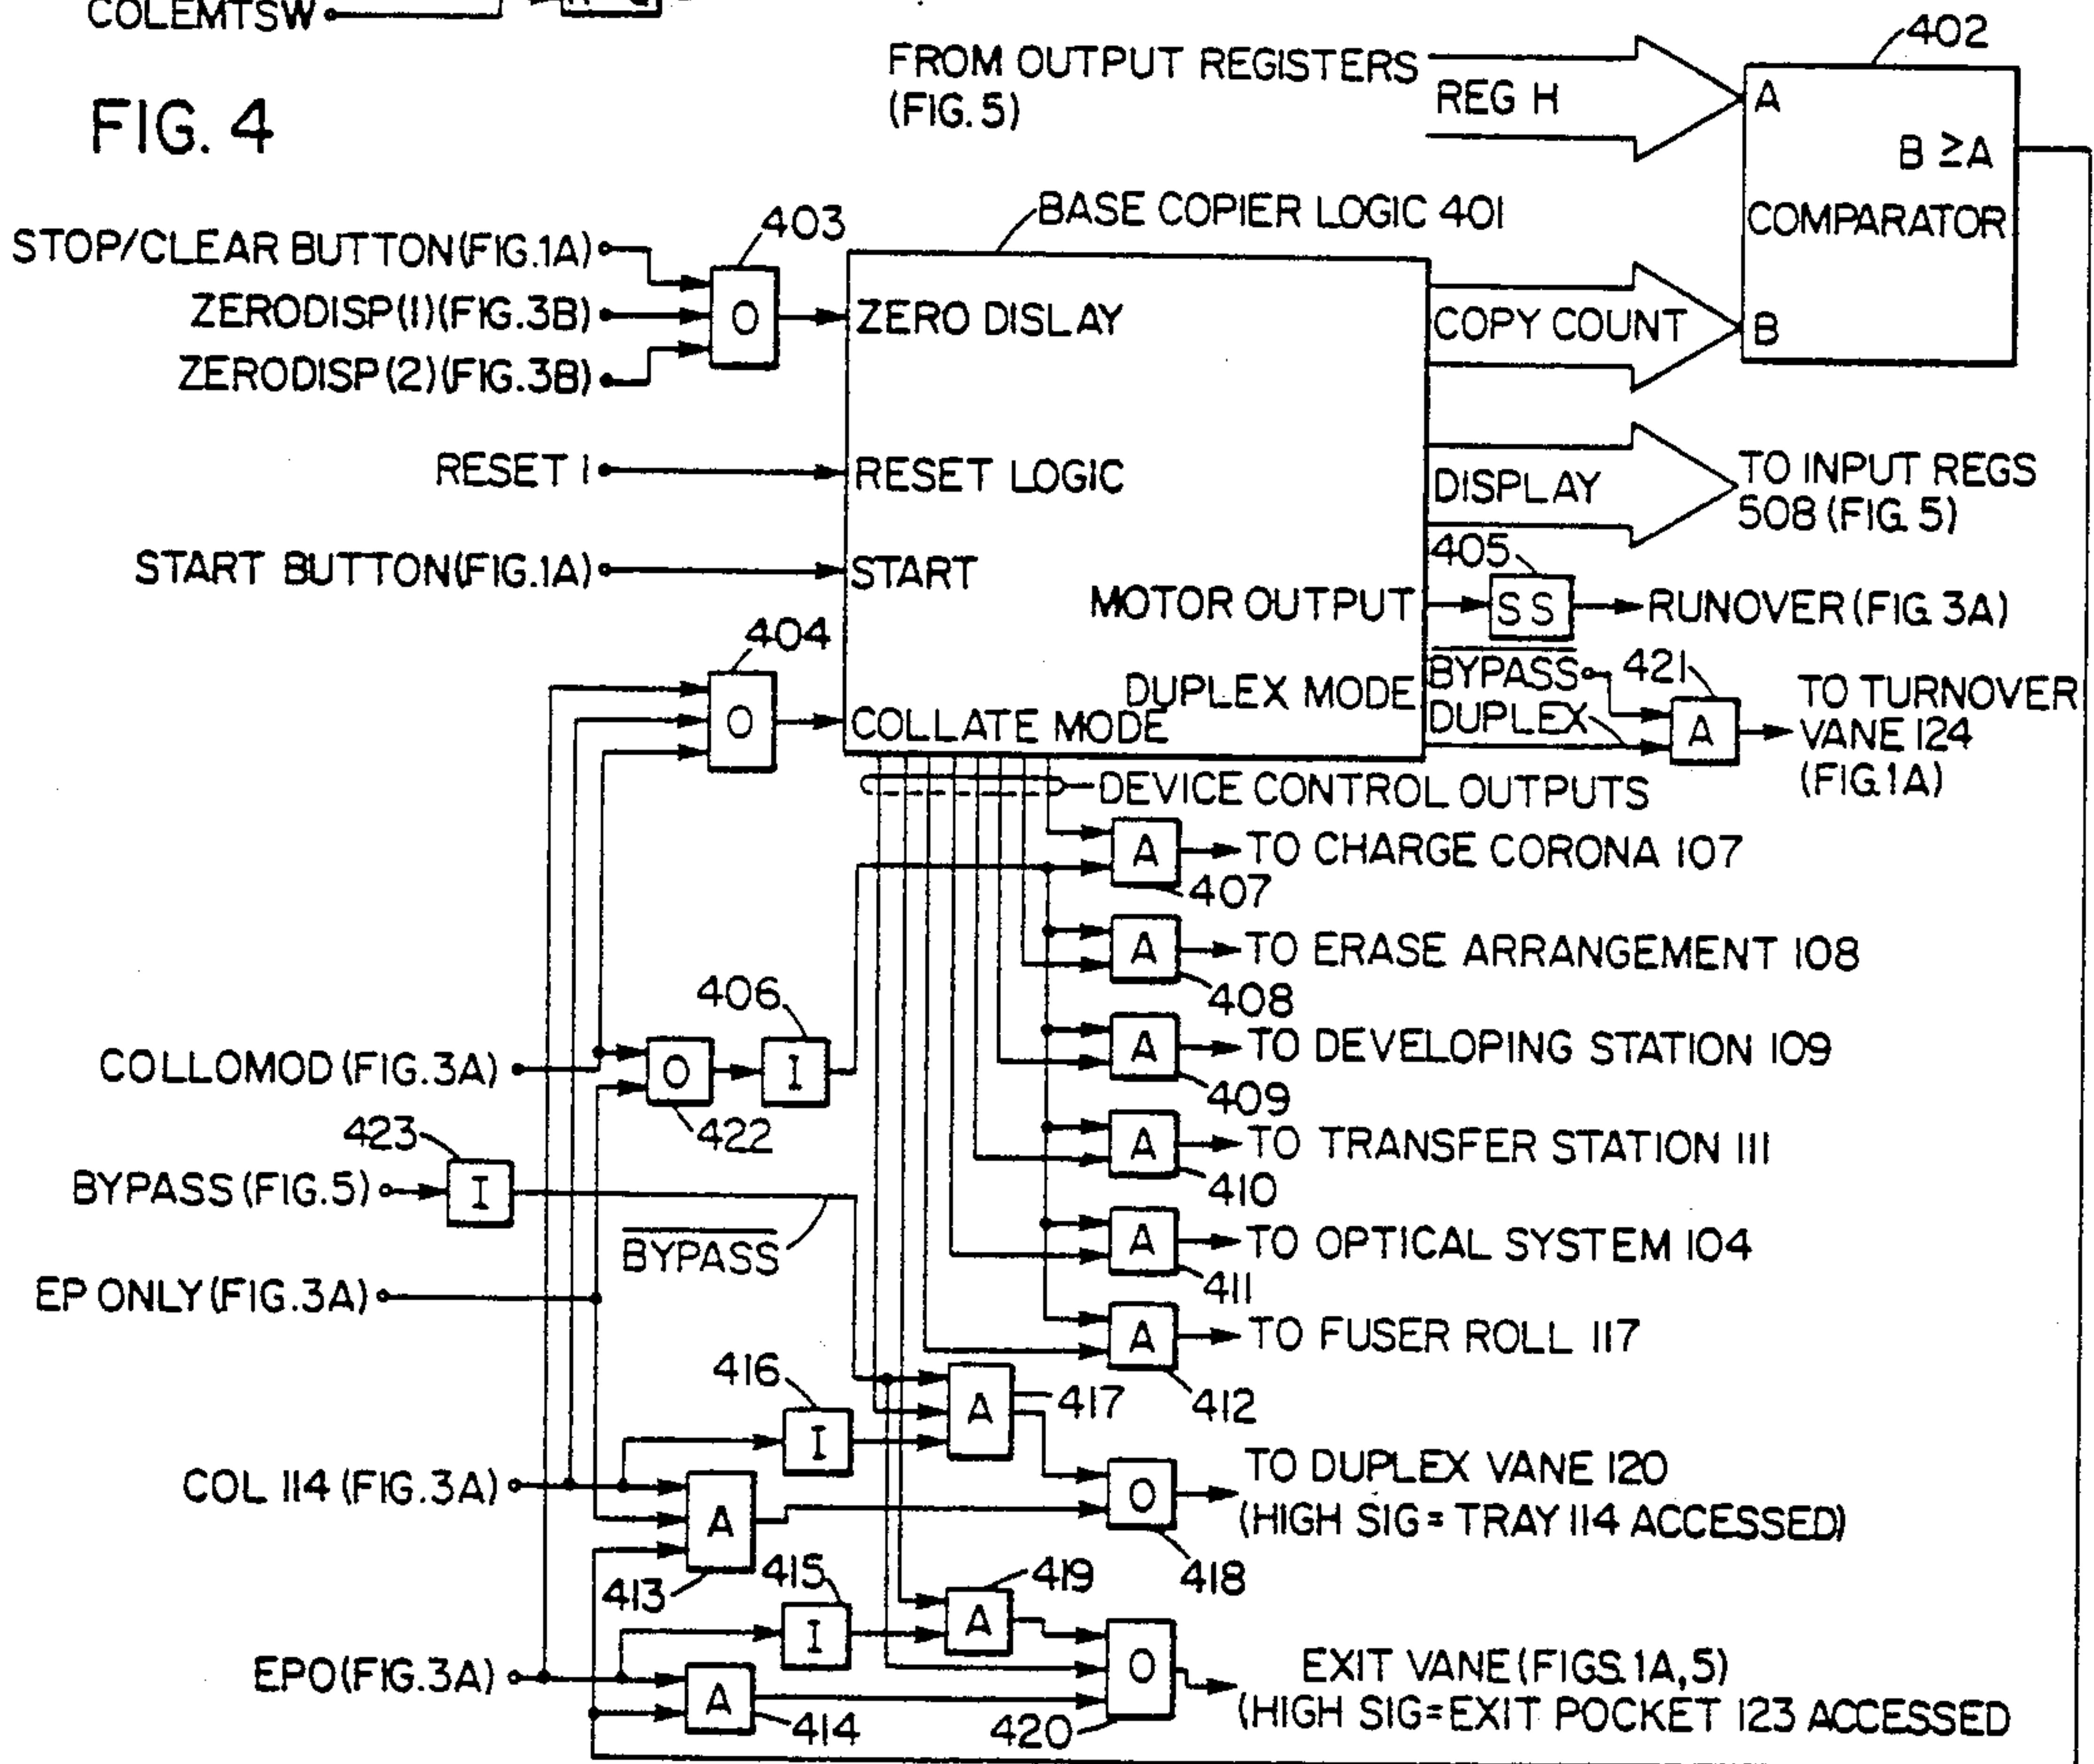 COLEMTSW
FIG. 4
FROM OUTPUT REGISTERS
(FIG. 5)
REG H
402
A
B ≥ A
COMPARATOR
B
BASE COPIER LOGIC 401
STOP/CLEAR BUTTON (FIG. 1A)
ZERODISP(1) (FIG. 3B)
ZERODISP(2) (FIG. 3B)
403
O
ZERO DISLAY
COPY COUNT
RESET 1
RESET LOGIC
DISPLAY
TO INPUT REGS
508 (FIG. 5)
START BUTTON (FIG. 1A)
START
405
MOTOR OUTPUT
SS
RUNOVER (FIG. 3A)
404
O
COLLATE MODE
DUPLEX MODE
BYPASS
DUPLEX
421
A
TO TURNOVER
VANE 124
(FIG. 1A)
DEVICE CONTROL OUTPUTS
A
407
TO CHARGE CORONA 107
A
408
TO ERASE ARRANGEMENT 108
A
409
TO DEVELOPING STATION 109
A
410
TO TRANSFER STATION 111
A
411
TO OPTICAL SYSTEM 104
A
412
TO FUSER ROLL 117
COLLOMOD (FIG. 3A)
O
422
406
I
423
BYPASS (FIG. 5)
I
BYPASS
EP ONLY (FIG. 3A)
416
I
A
417
COL 114 (FIG. 3A)
A
413
O
418
TO DUPLEX VANE 120
(HIGH SIG = TRAY 114 ACCESSED)
415
I
419
A
EPO (FIG. 3A)
A
414
O
420
EXIT VANE (FIGS. 1A, 5)
(HIGH SIG = EXIT POCKET 123 ACCESSED